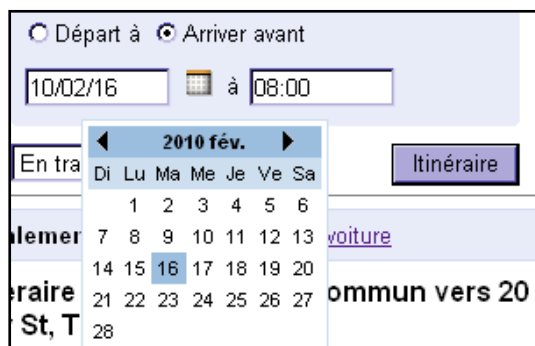 Départ à Arriver avant
10/02/16 à 08:00
2010 fév.
En tra Itinéraire
Di Lu Ma Me Je Ve Sa
1 2 3 4 5 6
7 8 9 10 11 12 13
voiture
14 15 16 17 18 19 20
21 22 23 24 25 26 27
28
ommun vers 20
St, T